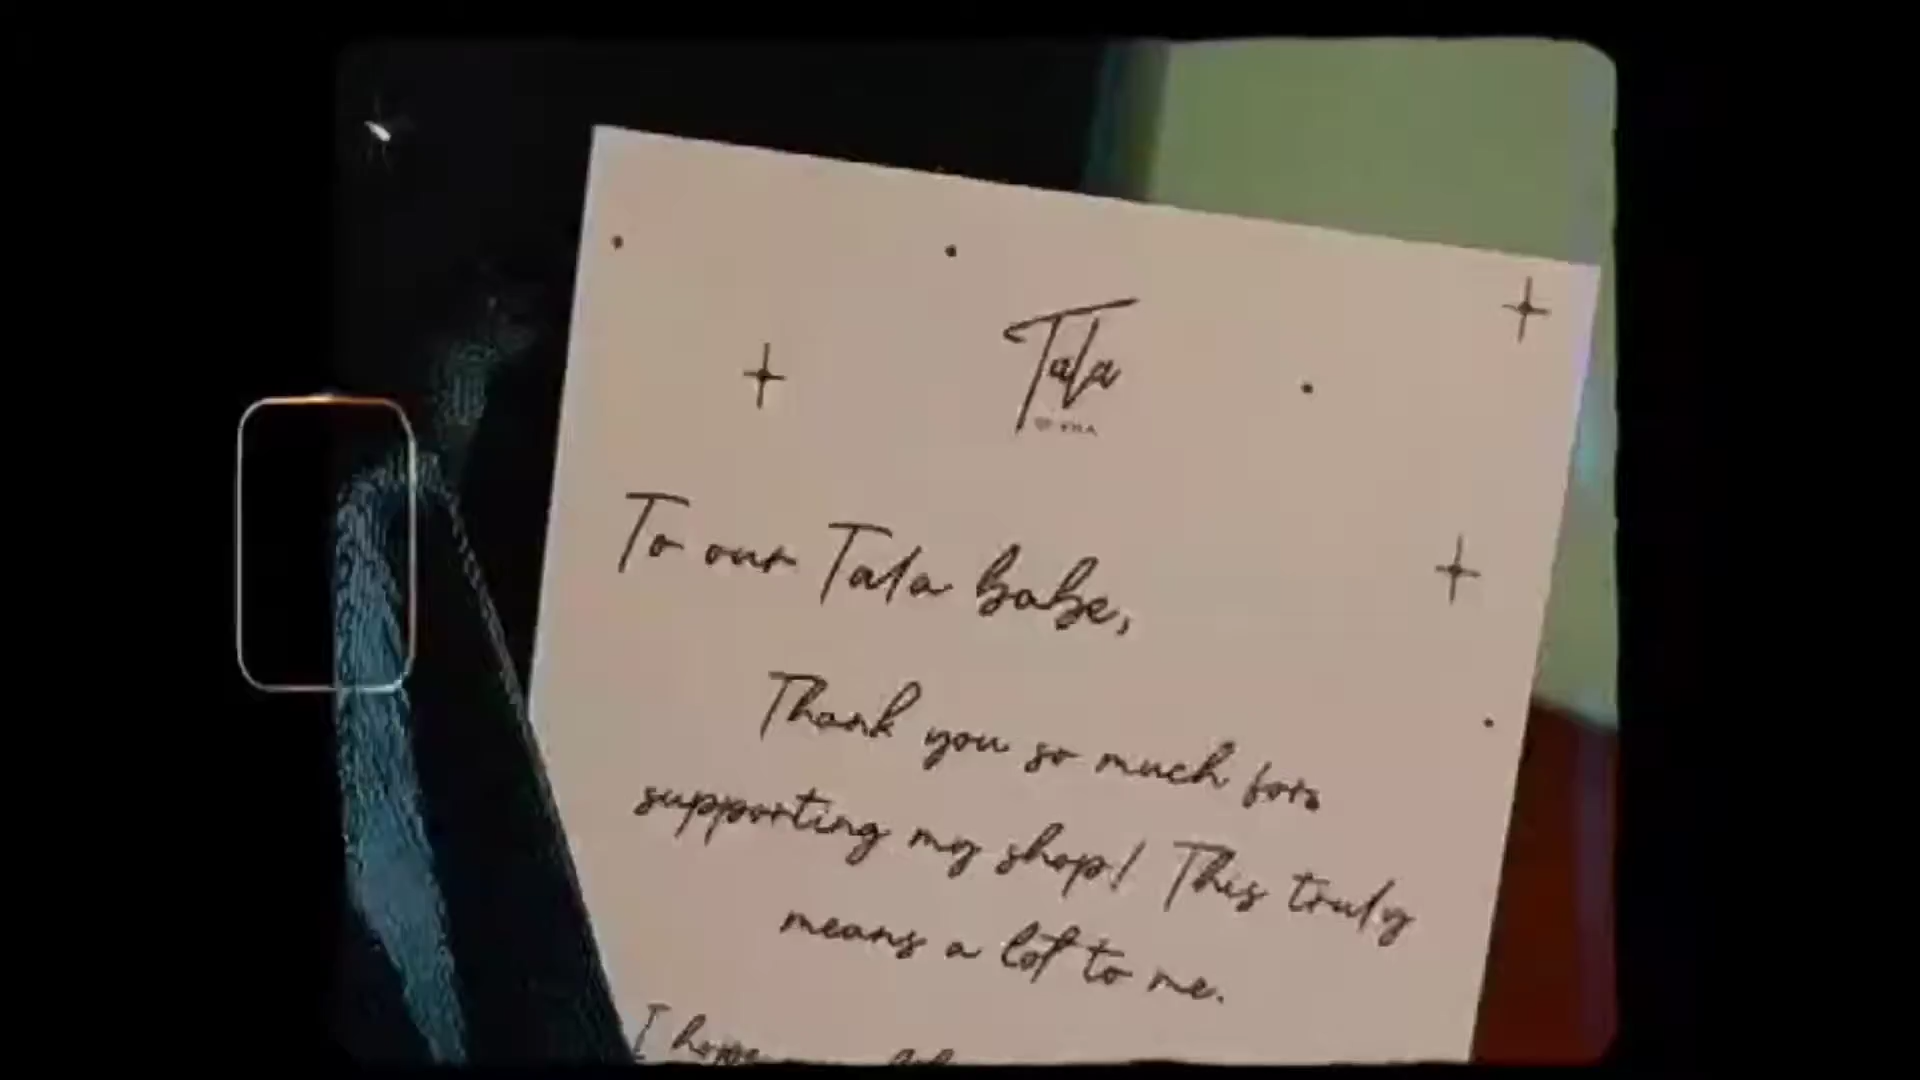 Tala
To our Tala babe,
Thank you so much for
supporting my shop! This truly
means a lot to me.
I hope